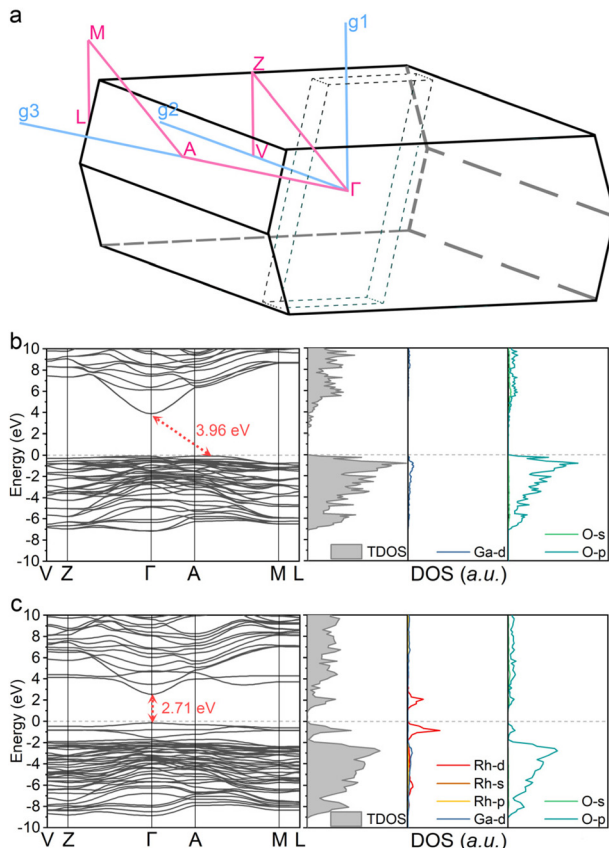 a
M
Z
g1
g3
L
g2
A
V
Γ
b
10
8
6
4
2
0
-2
-4
-6
-8
-10
Energy (eV)
3.96 eV
V Z Γ A M L
TDOS
Ga-d
O-s
O-p
DOS (a.u.)
c
10
8
6
4
2
0
-2
-4
-6
-8
-10
Energy (eV)
2.71 eV
V Z Γ A M L
TDOS
Rh-d
Rh-s
Rh-p
Ga-d
O-s
O-p
DOS (a.u.)